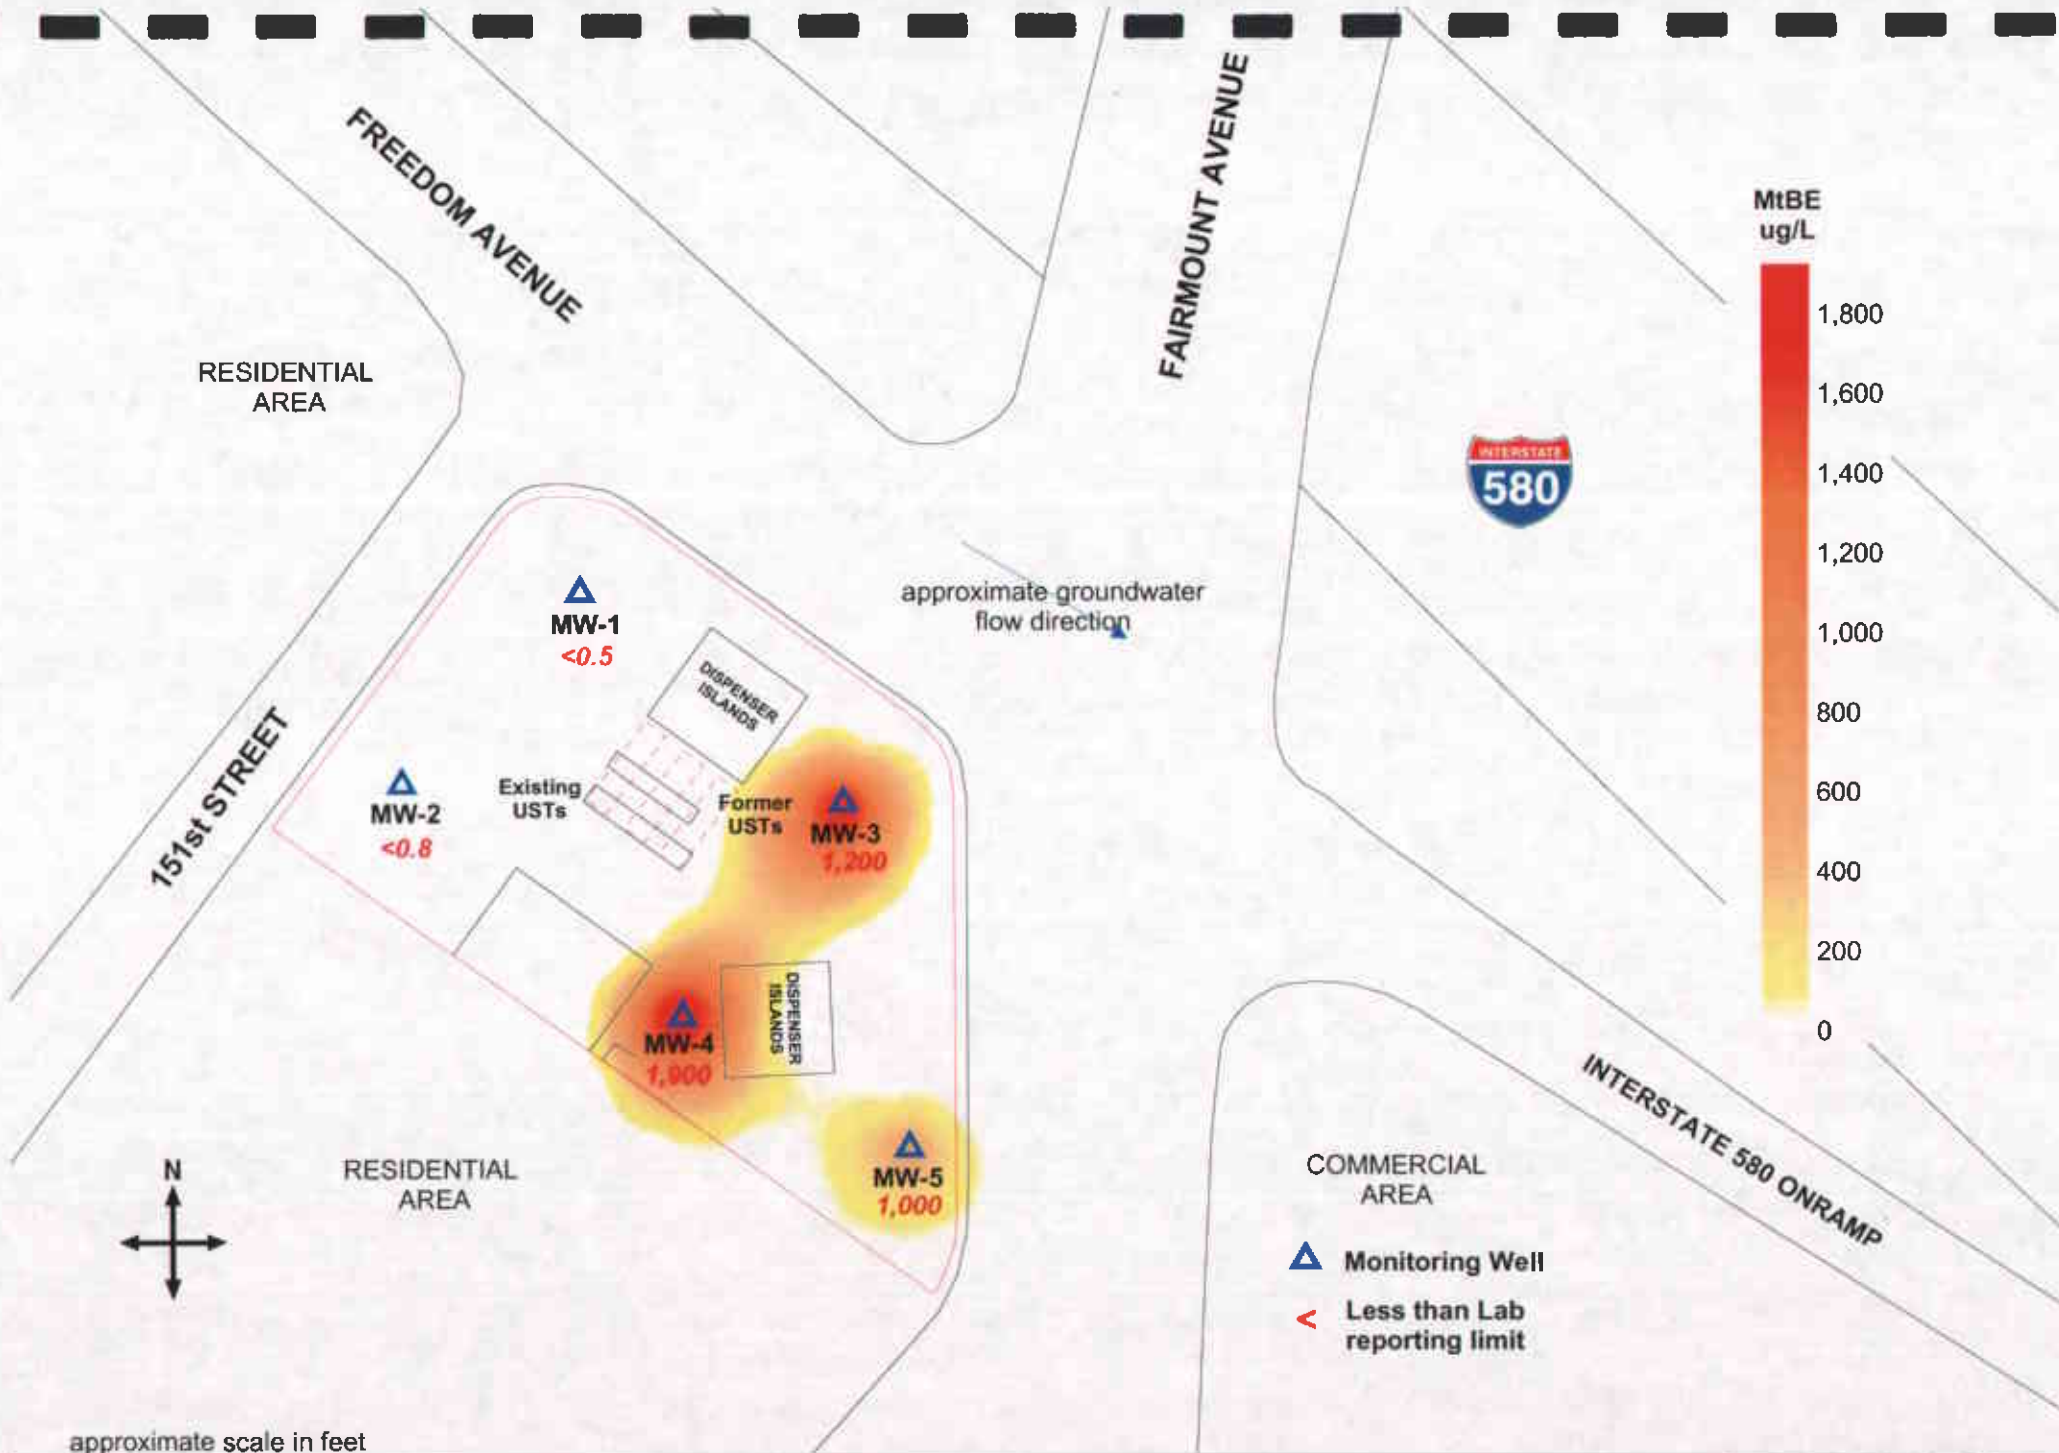 FREEDOM AVENUE
FAIRMOUNT AVENUE
MtBE
ug/L
1,800
1,600
1,400
1,200
1,000
800
600
400
200
0
RESIDENTIAL
AREA
INTERSTATE
580
approximate groundwater
flow direction
MW-1
<0.5
DISPENSER
ISLANDS
151st STREET
MW-2
<0.8
Existing
USTs
Former
USTs
MW-3
1,200
DISPENSER
ISLANDS
MW-4
1,900
MW-5
1,000
INTERSTATE 580 ONRAMP
N
RESIDENTIAL
AREA
COMMERCIAL
AREA
Monitoring Well
< Less than Lab
reporting limit
approximate scale in feet